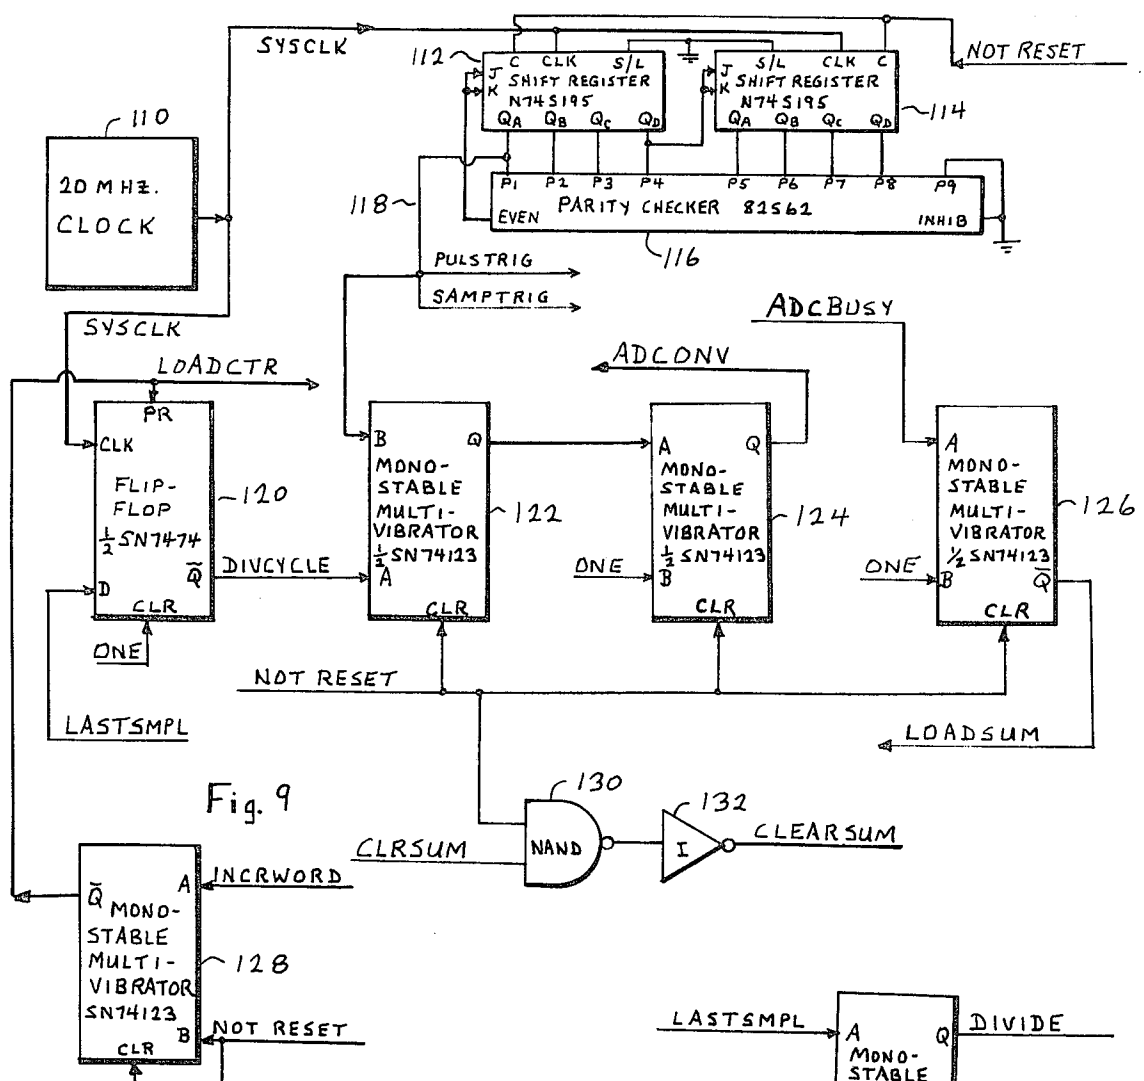 SYSCLK
NOT RESET
112
C CLK S/L
J SHIFT REGISTER
K N74S195
QA QB QC QD
S/L CLK C
J SHIFT REGISTER
K N74S195
QA QB QC QD
114
110
20 MHZ.
CLOCK
P1 P2 P3 P4 P5 P6 P7 P8 P9
PARITY CHECKER 82S62
EVEN
INHIB
118
116
PULSTRIG
SAMPTRIG
SYSCLK
LOADCTR
ADCONV
ADCBUSY
PR
CLK
FLIP-
FLOP
1/2 SN7474
Q̅
D
CLR
120
ONE
LASTSMPL
DIVCYCLE
B Q
MONO-
STABLE
MULTI-
VIBRATOR
1/2 SN74123
A
CLR
122
A Q
MONO-
STABLE
MULTI-
VIBRATOR
1/2 SN74123
B
CLR
124
ONE
A
MONO-
STABLE
MULTI-
VIBRATOR
1/2 SN74123
B Q̅
CLR
126
ONE
NOT RESET
LOADSUM
Fig. 9
130
132
CLRSUM
NAND
I
CLEARSUM
A
Q̅ MONO-
STABLE
MULTI-
VIBRATOR
SN74123
B
CLR
INCRWORD
128
NOT RESET
LASTSMPL
A Q
MONO-
STABLE
DIVIDE